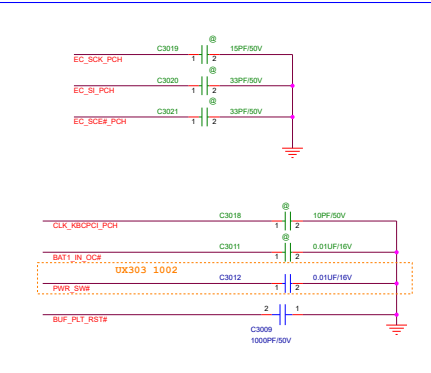 @
C3019 15PF/50V
EC_SCK_PCH 1 2
@
C3020 33PF/50V
EC_SI_PCH 1 2
@
C3021 33PF/50V
EC_SCE#_PCH 1 2
@
C3018 10PF/50V
CLK_KBCPCI_PCH 1 2
@
C3011 0.01UF/16V
BAT1_IN_OC# 1 2
UX303 1002
C3012 0.01UF/16V
PWR_SW# 1 2
2 1
BUF_PLT_RST#
C3009
1000PF/50V